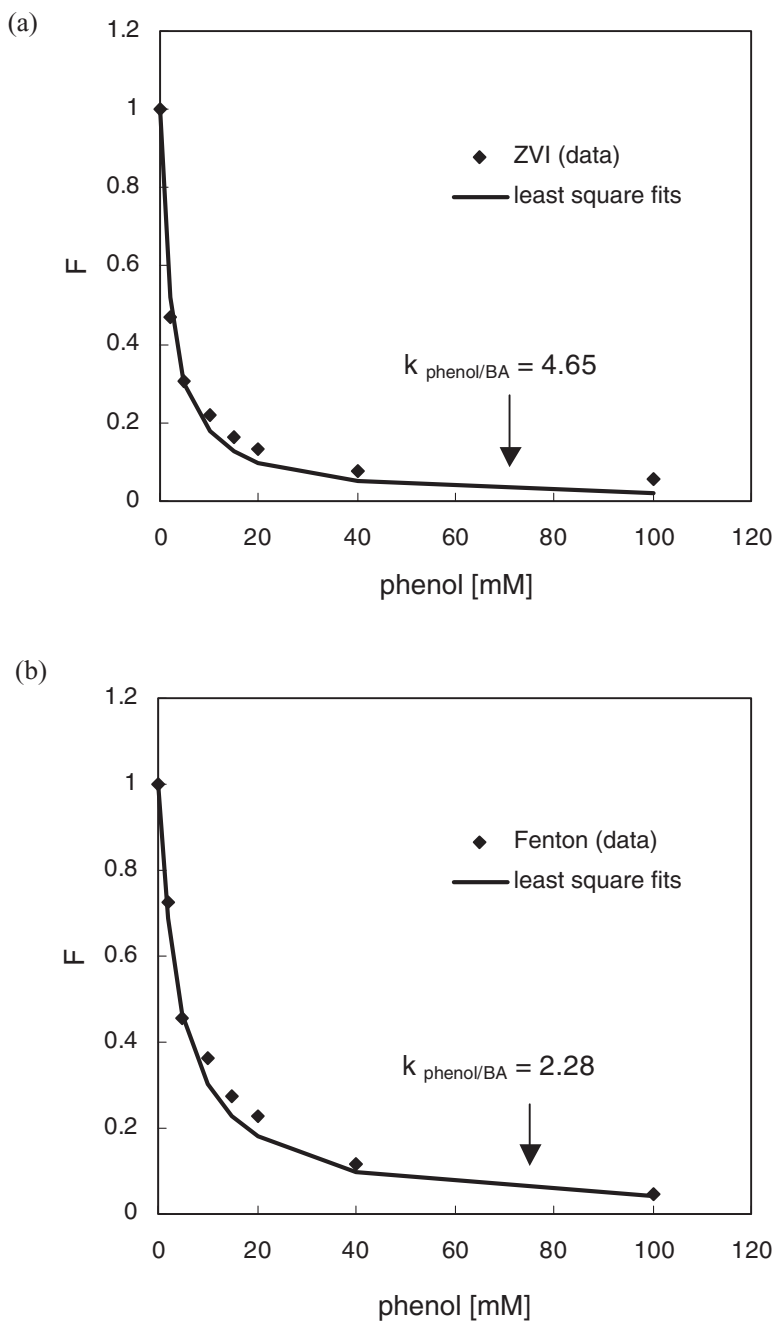 (a)
1.2
1
0.8
0.6
0.4
0.2
0
F
ZVI (data)
least square fits
k phenol/BA = 4.65
0 20 40 60 80 100 120
phenol [mM]
(b)
1.2
1
0.8
0.6
0.4
0.2
0
F
Fenton (data)
least square fits
k phenol/BA = 2.28
0 20 40 60 80 100 120
phenol [mM]